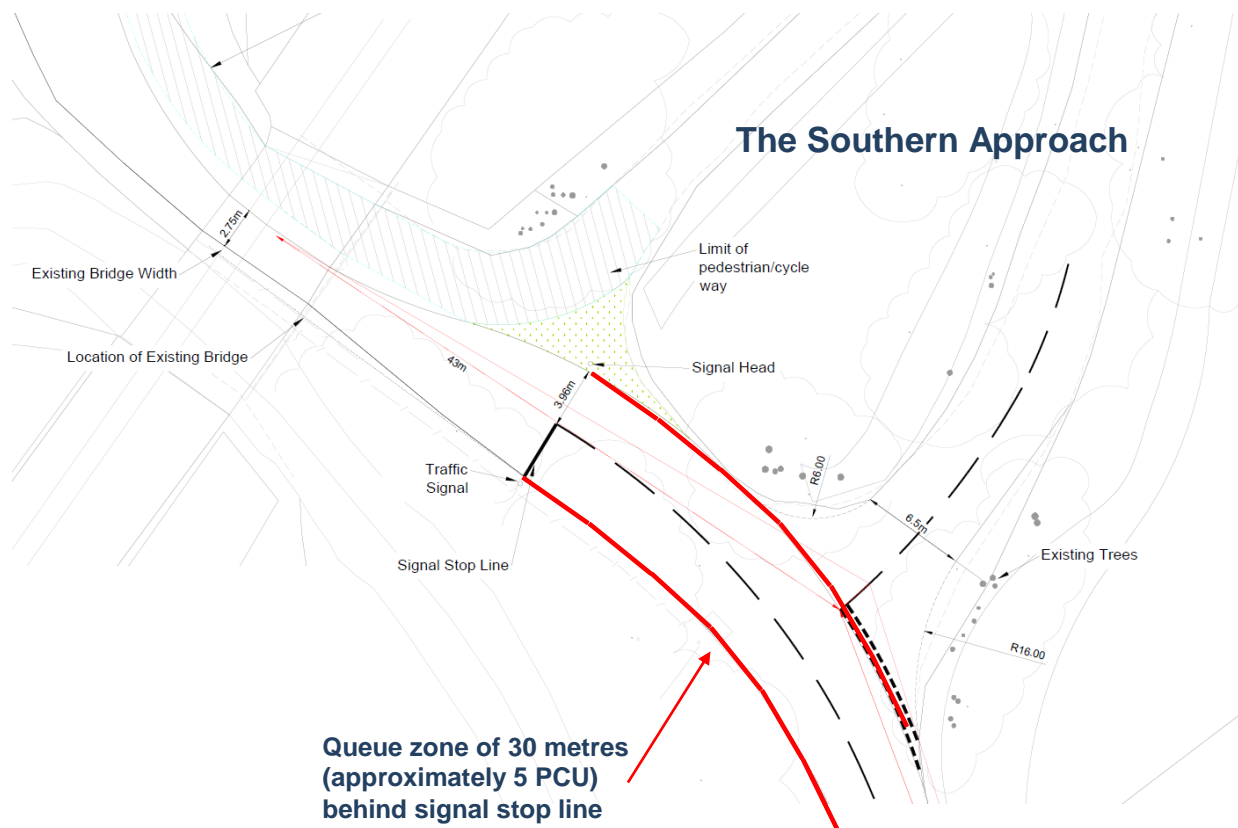 The Southern Approach
2.75m
Existing Bridge Width
Limit of
pedestrian/cycle
way
Location of Existing Bridge
43m
Signal Head
3.96m
Traffic
Signal
R6.00
6.5m
Signal Stop Line
Existing Trees
R16.00
Queue zone of 30 metres
(approximately 5 PCU)
behind signal stop line